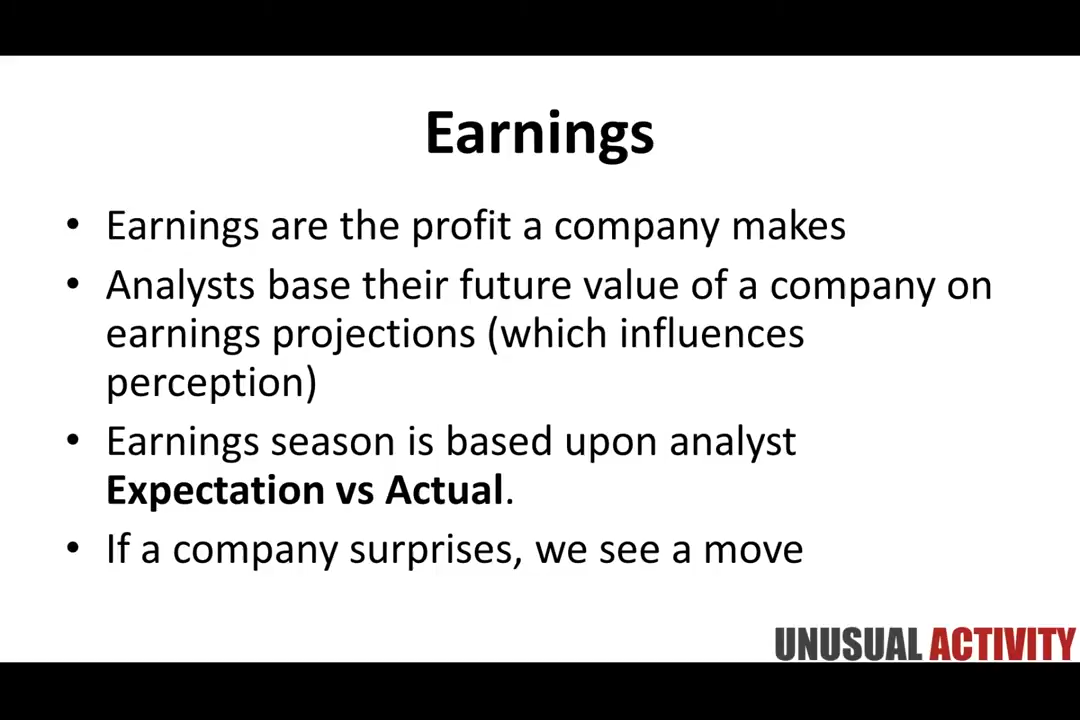 Earnings
• Earnings are the profit a company makes
• Analysts base their future value of a company on
earnings projections (which influences
perception)
• Earnings season is based upon analyst
Expectation vs Actual.
• If a company surprises, we see a move
UNUSUAL ACTIVITY